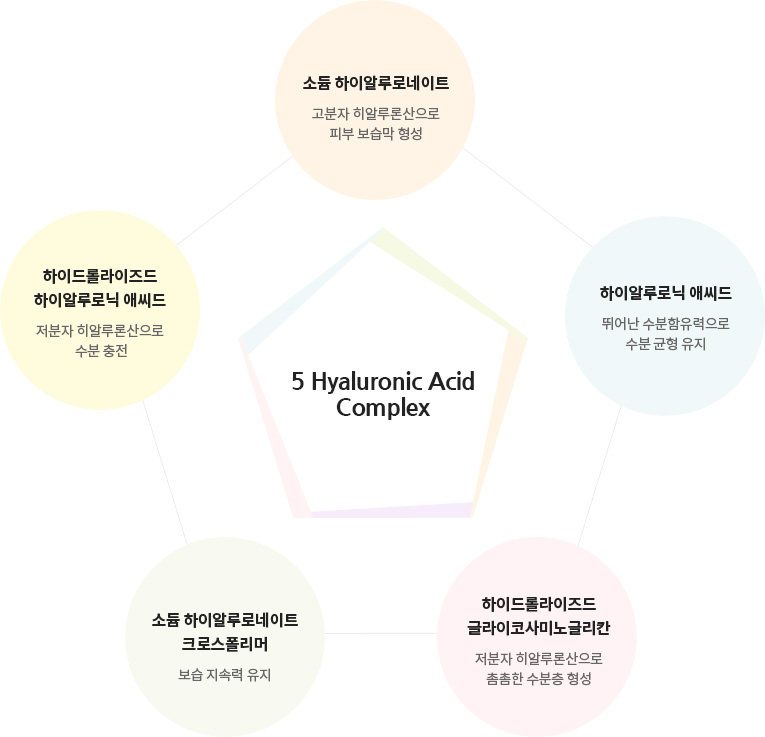 소듐 하이알루로네이트
고분자 히알루론산으로
피부 보습막 형성
하이드롤라이즈드
하이알루로닉 애씨드
저분자 히알루론산으로
수분 충전
하이알루로닉 애씨드
뛰어난 수분함유력으로
수분 균형 유지
5 Hyaluronic Acid
Complex
소듐 하이알루로네이트
크로스폴리머
보습 지속력 유지
하이드롤라이즈드
글라이코사미노글리칸
저분자 히알루론산으로
촘촘한 수분층 형성